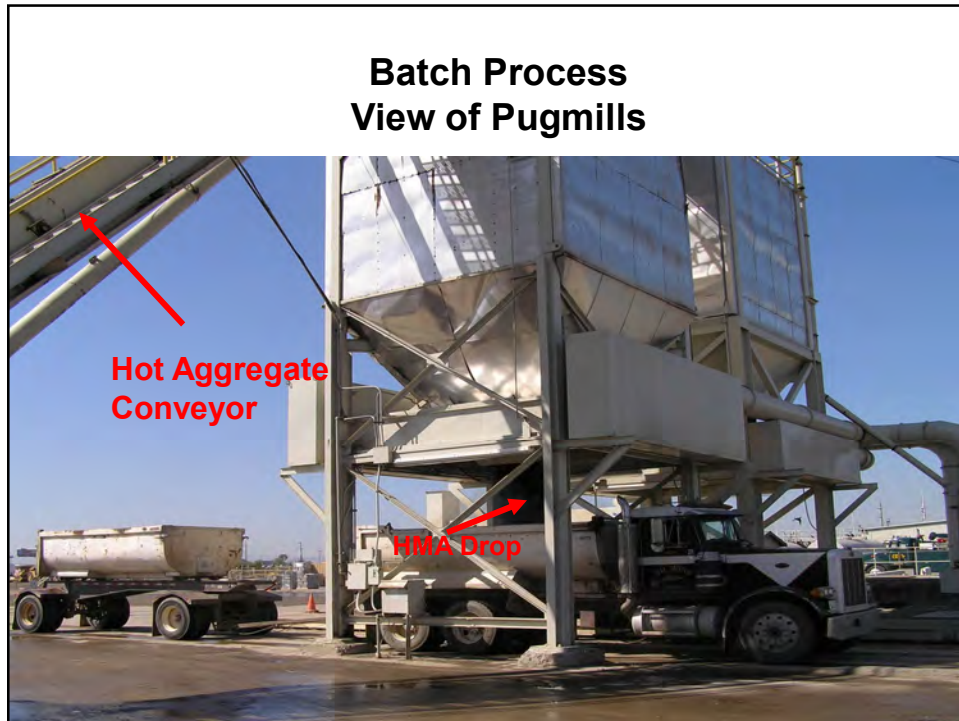 Batch Process
View of Pugmills
Hot Aggregate
Conveyor
HMA Drop